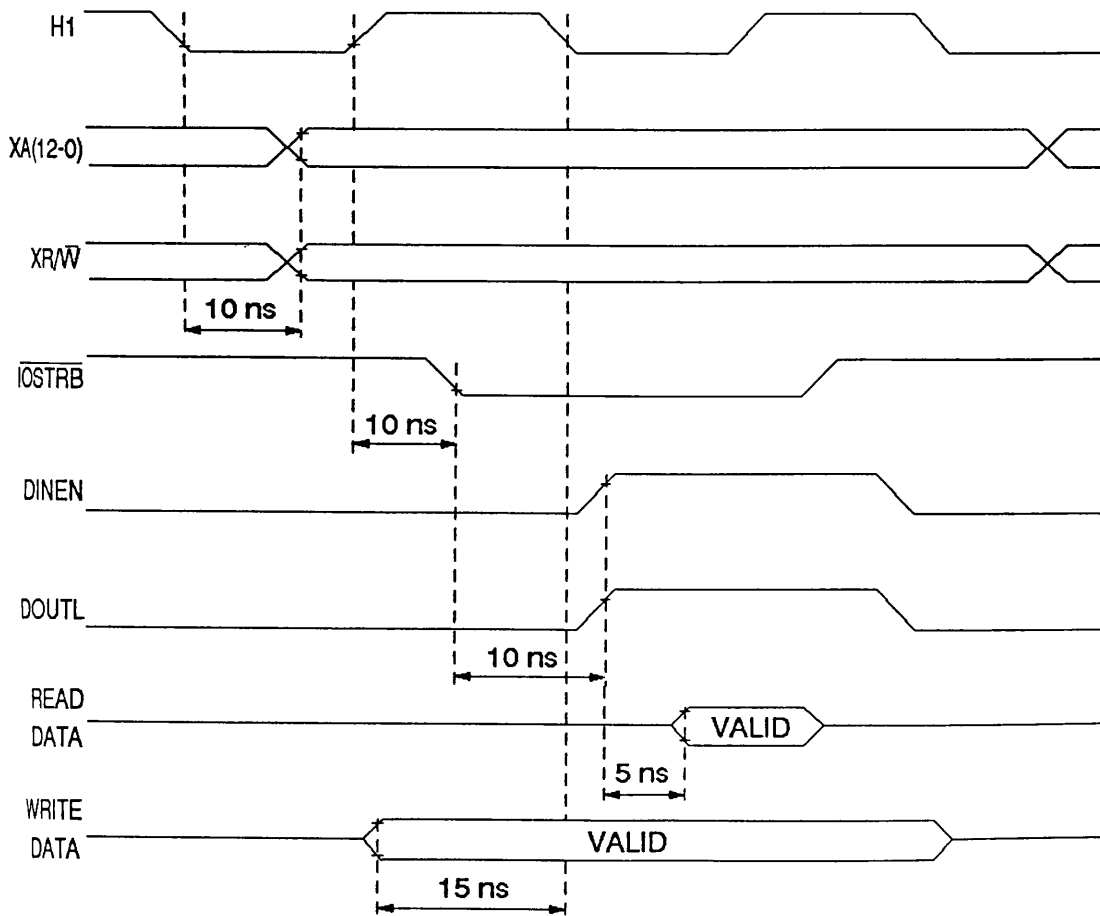 H1
XA(12-0)
XR/W̅
10 ns
I̅O̅S̅T̅R̅B̅
10 ns
DINEN
DOUTL
10 ns
READ
DATA
VALID
5 ns
WRITE
DATA
VALID
15 ns